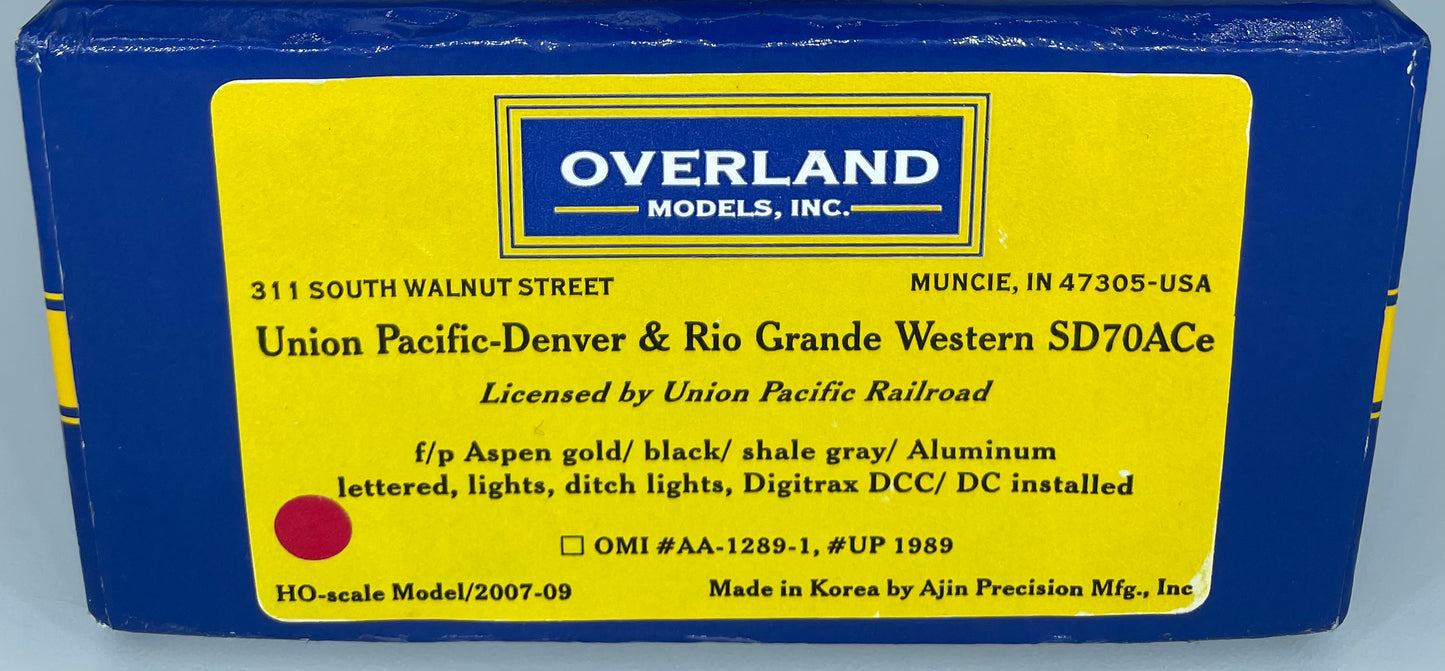 OVERLAND
MODELS, INC.
311 SOUTH WALNUT STREET
MUNCIE, IN 47305-USA
Union Pacific-Denver & Rio Grande Western SD70ACe
Licensed by Union Pacific Railroad
f/p Aspen gold/ black/ shale gray/ Aluminum
lettered, lights, ditch lights, Digitrax DCC/ DC installed
☐ OMI #AA-1289-1, #UP 1989
HO-scale Model/2007-09
Made in Korea by Ajin Precision Mfg., Inc